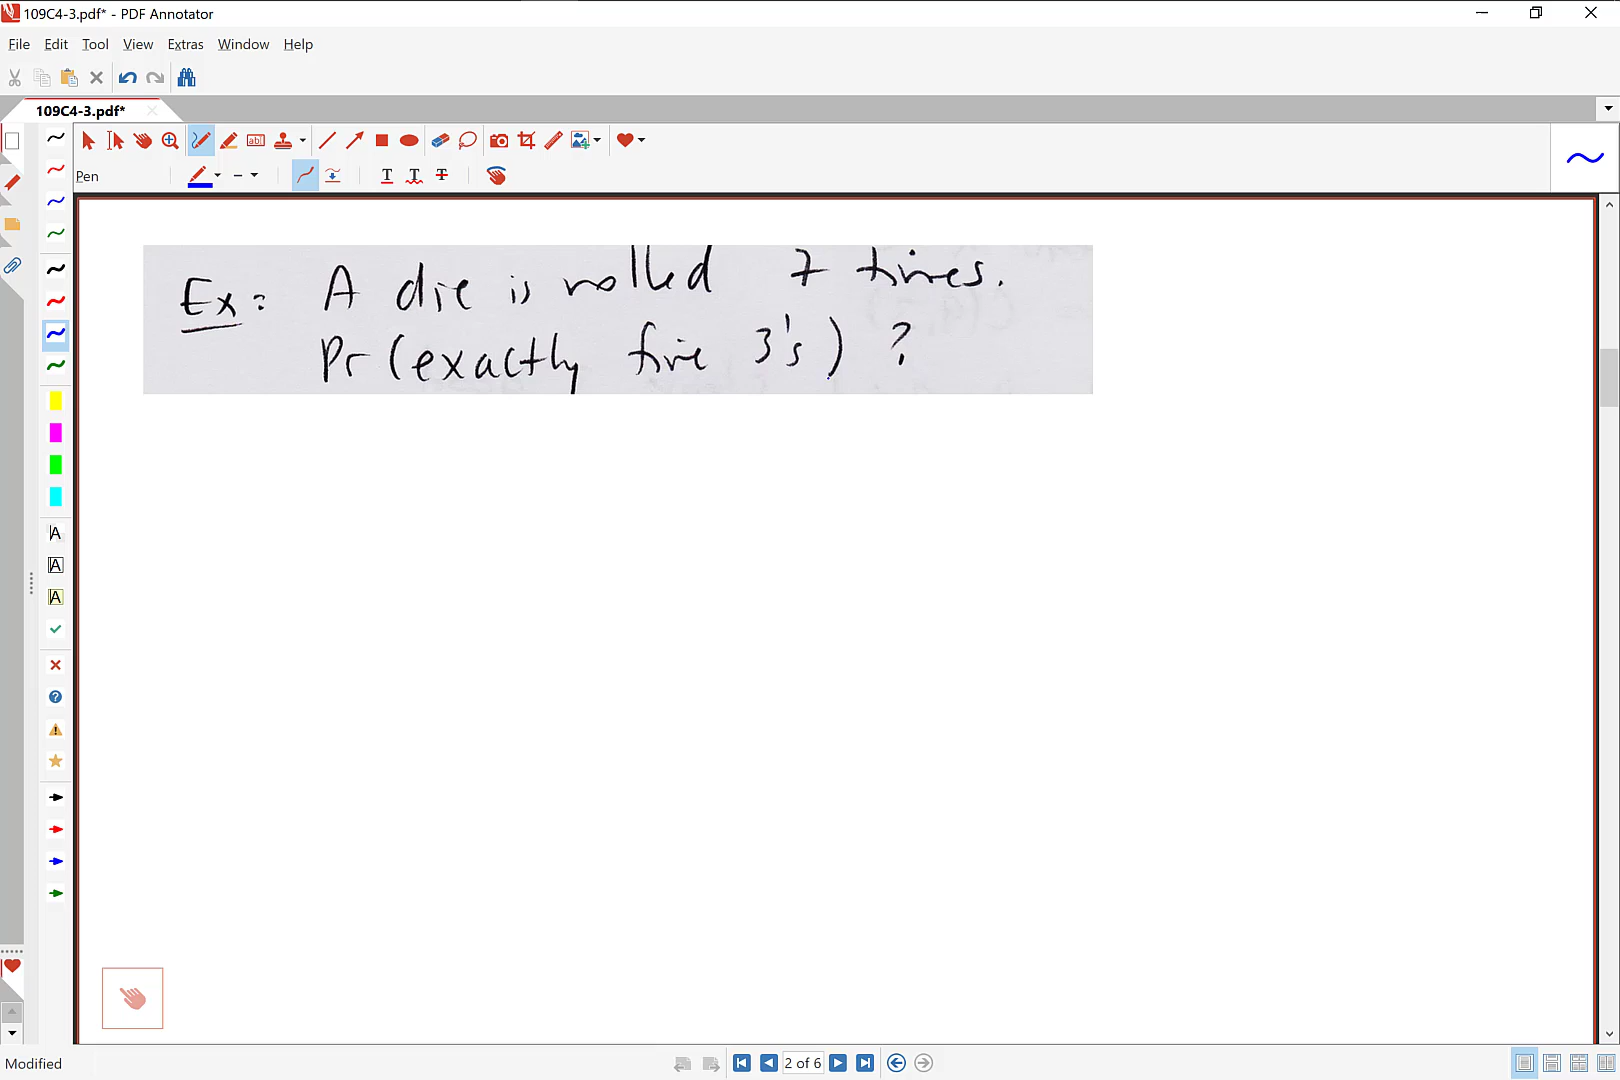 109C4-3.pdf* - PDF Annotator
File Edit Tool View Extras Window Help
109C4-3.pdf*
Pen
Ex: A die is rolled 7 times.
Pr (exactly five 3's) ?
Modified
2 of 6